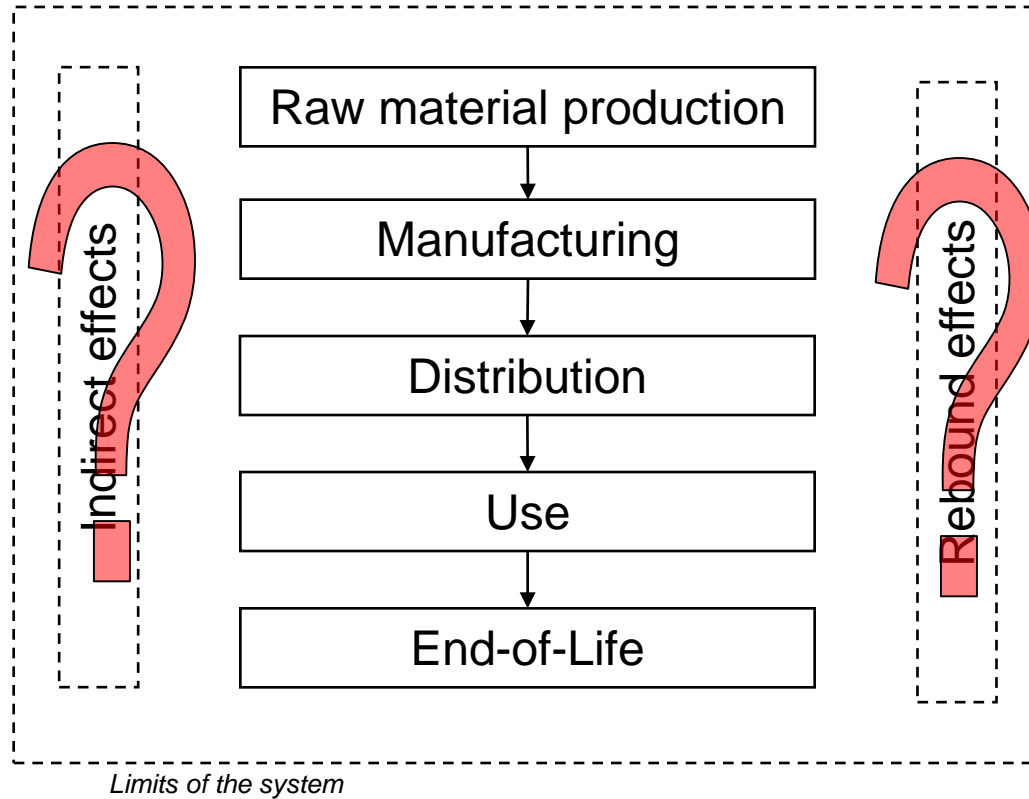 Raw material production
Manufacturing
Distribution
Use
End-of-Life
Indirect effects
Rebound effects
Limits of the system